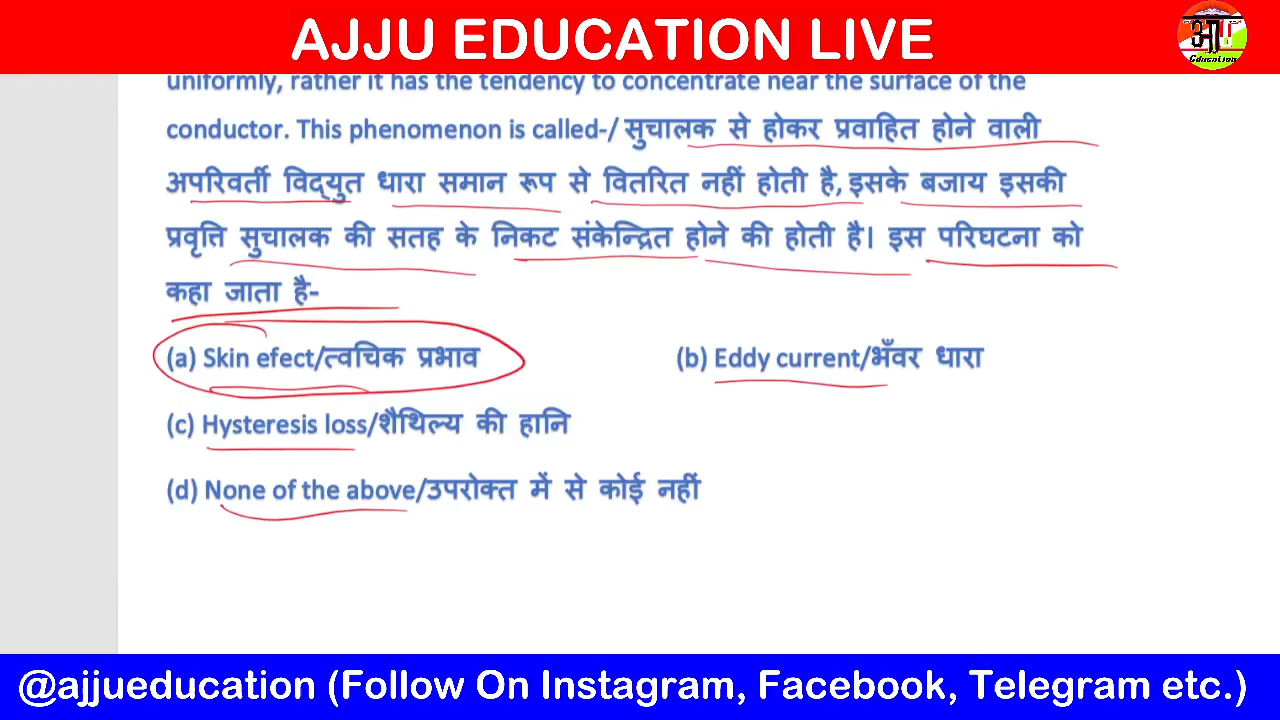 AJJU EDUCATION LIVE
Education
uniformly, rather it has the tendency to concentrate near the surface of the
conductor. This phenomenon is called-/ सुचालक से होकर प्रवाहित होने वाली
अपरिवर्ती विद्युत धारा समान रूप से वितरित नहीं होती है, इसके बजाय इसकी
प्रवृत्ति सुचालक की सतह के निकट संकेन्द्रित होने की होती है। इस परिघटना को
कहा जाता है-
(a) Skin efect/त्वचिक प्रभाव (b) Eddy current/भँवर धारा
(c) Hysteresis loss/शैथिल्य की हानि
(d) None of the above/उपरोक्त में से कोई नहीं
@ajjueducation (Follow On Instagram, Facebook, Telegram etc.)